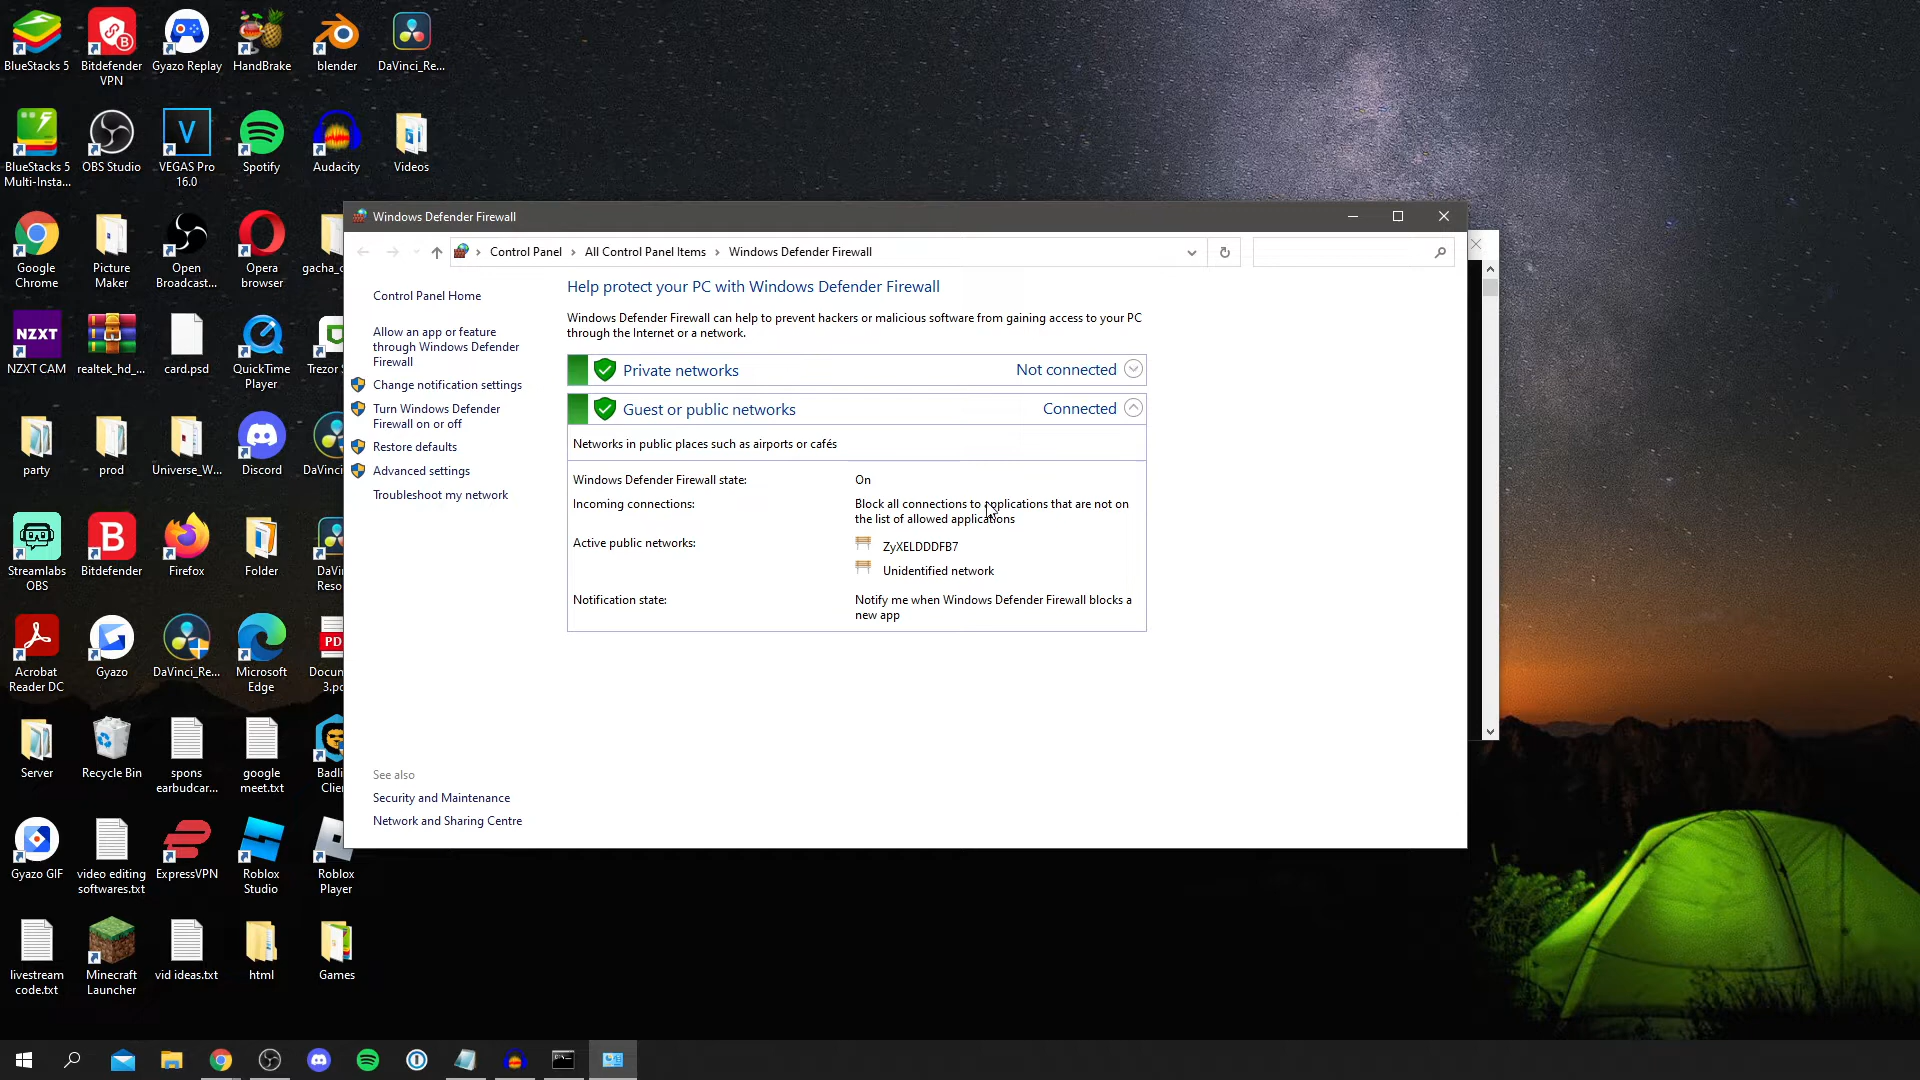 BlueStacks 5
Bitdefender
VPN
Gyazo Replay
HandBrake
blender
DaVinci_Re...
BlueStacks 5
Multi-Insta...
OBS Studio
VEGAS Pro
16.0
Spotify
Audacity
Videos
Google
Chrome
Picture
Maker
Open
Broadcast...
Opera
browser
NZXT
NZXT CAM
realtek_hd_...
card.psd
QuickTime
Player
party
prod
Universe_W...
Discord
Streamlabs
OBS
Bitdefender
Firefox
Folder
Acrobat
Reader DC
Gyazo
DaVinci_Re...
Microsoft
Edge
PD
Server
Recycle Bin
spons
earbudcar...
google
meet.txt
Gyazo GIF
video editing
softwares.txt
ExpressVPN
Roblox
Studio
Roblox
Player
livestream
code.txt
Minecraft
Launcher
vid ideas.txt
html
Games
Windows Defender Firewall
Control Panel › All Control Panel Items › Windows Defender Firewall
Control Panel Home
Allow an app or feature
through Windows Defender
Firewall
Change notification settings
Turn Windows Defender
Firewall on or off
Restore defaults
Advanced settings
Troubleshoot my network
See also
Security and Maintenance
Network and Sharing Centre
Help protect your PC with Windows Defender Firewall
Windows Defender Firewall can help to prevent hackers or malicious software from gaining access to your PC
through the Internet or a network.
Private networks Not connected
Guest or public networks Connected
Networks in public places such as airports or cafés
Windows Defender Firewall state: On
Incoming connections: Block all connections to applications that are not on
the list of allowed applications
Active public networks: ZyXELDDDFB7
Unidentified network
Notification state: Notify me when Windows Defender Firewall blocks a
new app